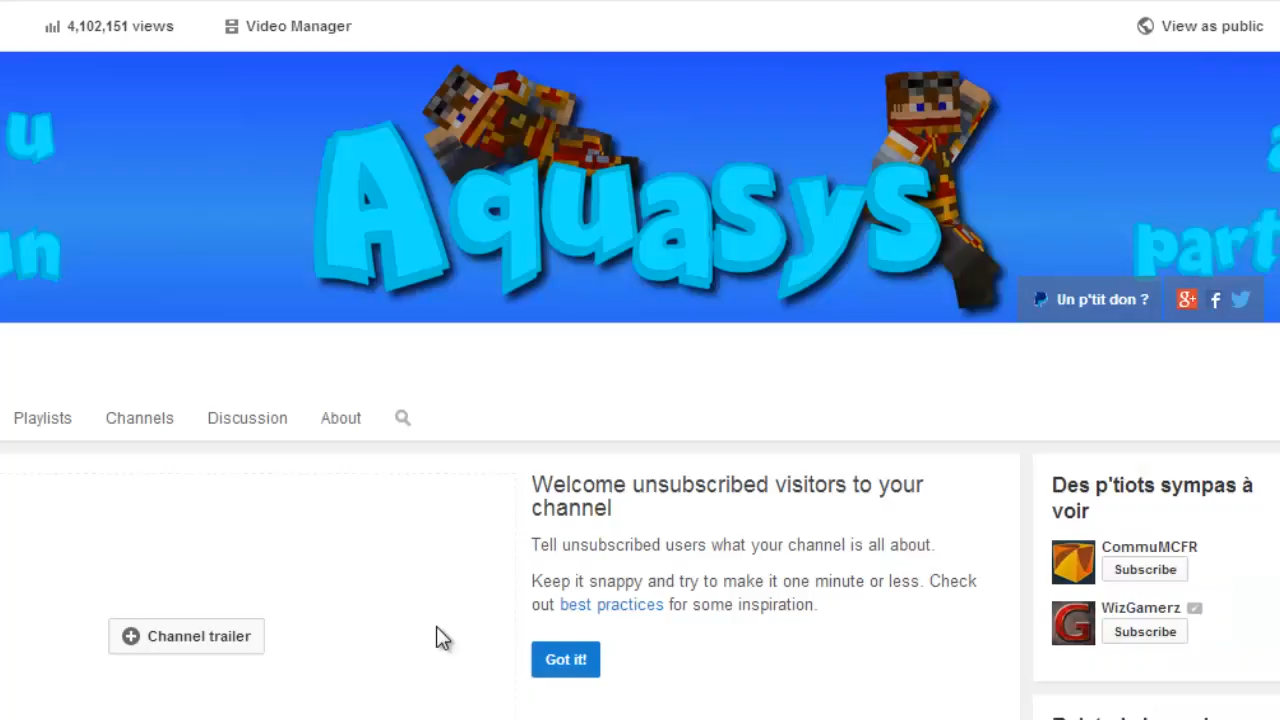 4,102,151 views Video Manager View as public
u
Aquasys
un
part
Un p'tit don ?
Playlists Channels Discussion About
Welcome unsubscribed visitors to your
channel
Tell unsubscribed users what your channel is all about.
Keep it snappy and try to make it one minute or less. Check
out best practices for some inspiration.
Got it!
Channel trailer
Des p'tiots sympas à
voir
CommuMCFR
Subscribe
WizGamerz
Subscribe